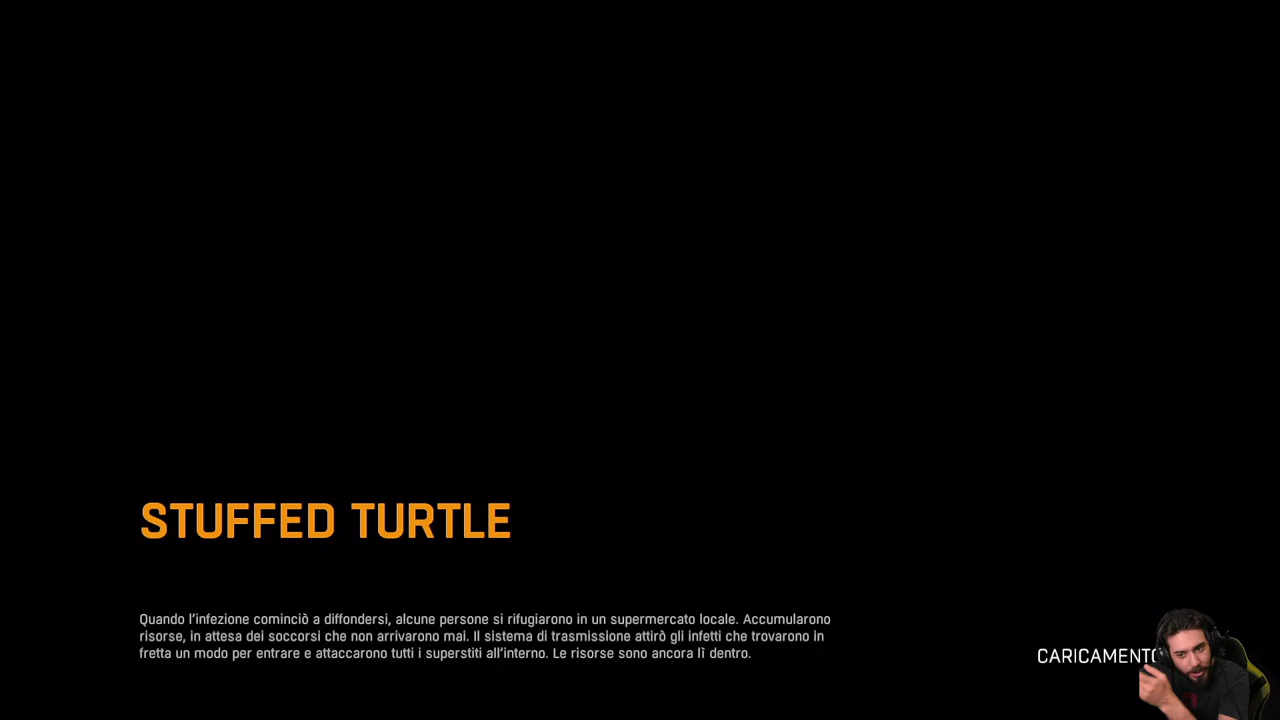 STUFFED TURTLE
Quando l'infezione cominciò a diffondersi, alcune persone si rifugiarono in un supermercato locale. Accumularono
risorse, in attesa dei soccorsi che non arrivarono mai. Il sistema di trasmissione attirò gli infetti che trovarono in
fretta un modo per entrare e attaccarono tutti i superstiti all'interno. Le risorse sono ancora lì dentro.
CARICAMENTO